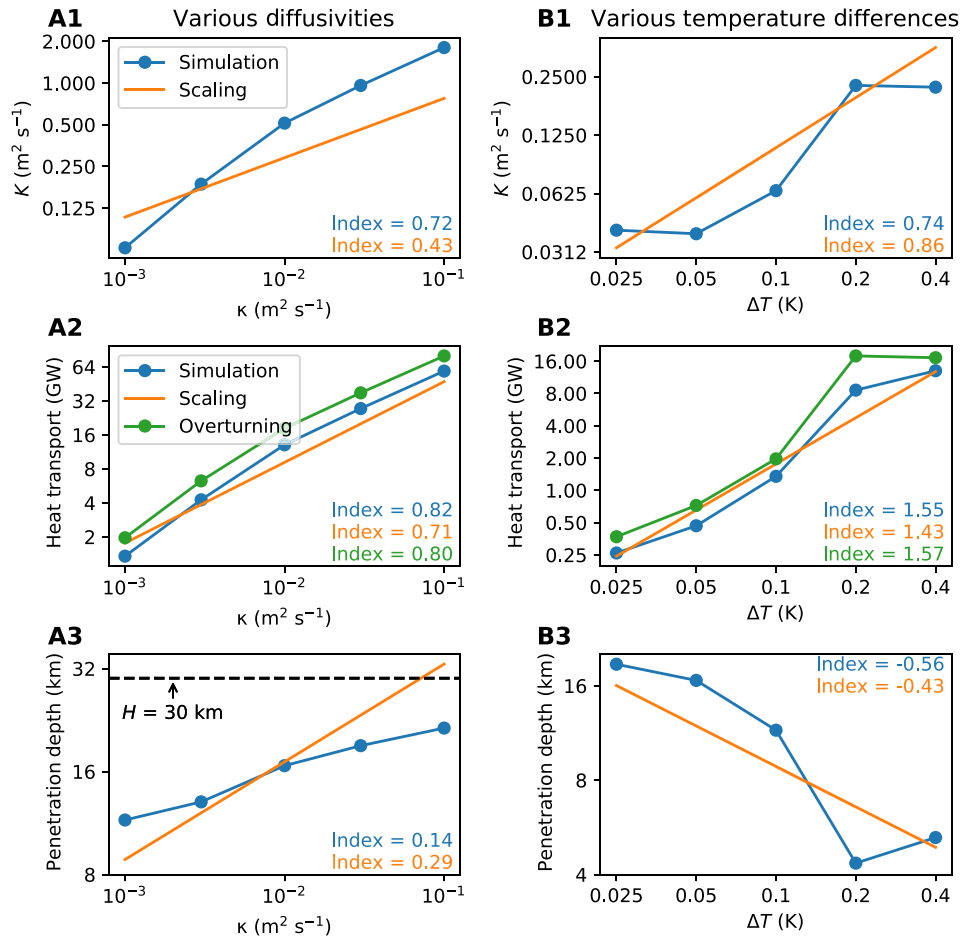 A1
Various diffusivities
K (m² s⁻¹)
2.000
1.000
0.500
0.250
0.125
Simulation
Scaling
Index = 0.72
Index = 0.43
10⁻³
10⁻²
10⁻¹
κ (m² s⁻¹)
B1
Various temperature differences
K (m² s⁻¹)
0.2500
0.1250
0.0625
0.0312
Index = 0.74
Index = 0.86
0.025
0.05
0.1
0.2
0.4
ΔT (K)
A2
Heat transport (GW)
64
32
16
8
4
2
Simulation
Scaling
Overturning
Index = 0.82
Index = 0.71
Index = 0.80
10⁻³
10⁻²
10⁻¹
κ (m² s⁻¹)
B2
Heat transport (GW)
16.00
8.00
4.00
2.00
1.00
0.50
0.25
Index = 1.55
Index = 1.43
Index = 1.57
0.025
0.05
0.1
0.2
0.4
ΔT (K)
A3
Penetration depth (km)
32
16
8
H = 30 km
Index = 0.14
Index = 0.29
10⁻³
10⁻²
10⁻¹
κ (m² s⁻¹)
B3
Penetration depth (km)
16
8
4
Index = -0.56
Index = -0.43
0.025
0.05
0.1
0.2
0.4
ΔT (K)